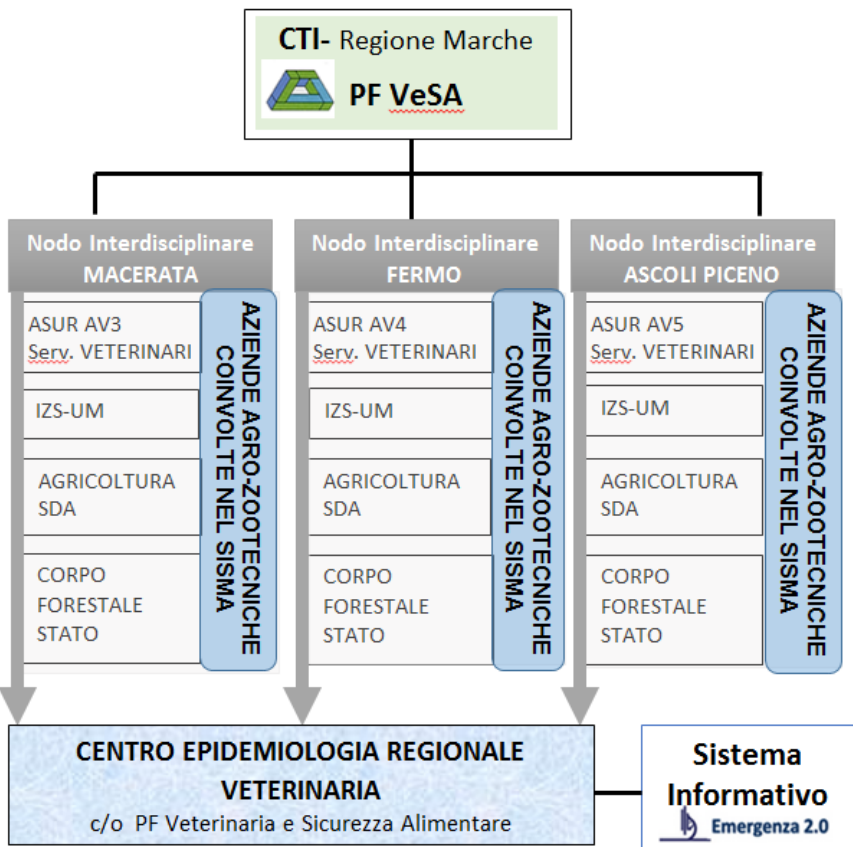 CTI- Regione Marche
PF VeSA
Nodo Interdisciplinare
MACERATA
ASUR AV3
Serv. VETERINARI
IZS-UM
AGRICOLTURA
SDA
CORPO
FORESTALE
STATO
AZIENDE AGRO-ZOOTECNICHE
COINVOLTE NEL SISMA
Nodo Interdisciplinare
FERMO
ASUR AV4
Serv. VETERINARI
IZS-UM
AGRICOLTURA
SDA
CORPO
FORESTALE
STATO
AZIENDE AGRO-ZOOTECNICHE
COINVOLTE NEL SISMA
Nodo Interdisciplinare
ASCOLI PICENO
ASUR AV5
Serv. VETERINARI
IZS-UM
AGRICOLTURA
SDA
CORPO
FORESTALE
STATO
AZIENDE AGRO-ZOOTECNICHE
COINVOLTE NEL SISMA
CENTRO EPIDEMIOLOGIA REGIONALE
VETERINARIA
c/o PF Veterinaria e Sicurezza Alimentare
Sistema
Informativo
Emergenza 2.0